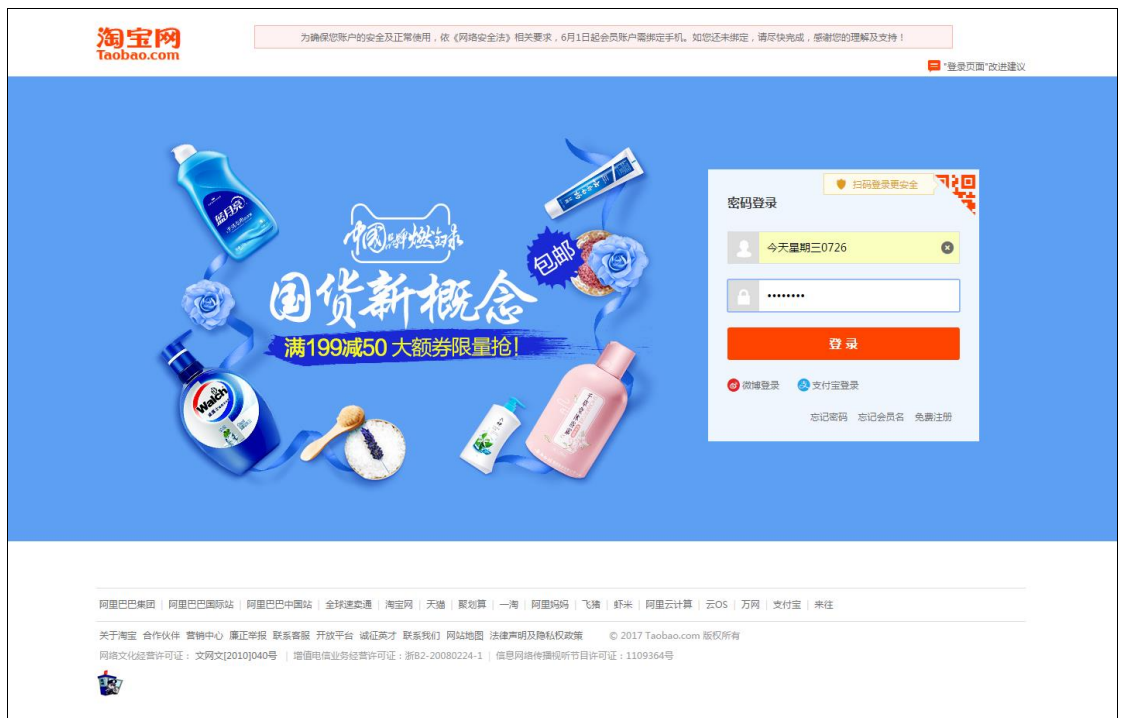 淘宝网
Taobao.com
为确保您账户的安全及正常使用，依《网络安全法》相关要求，6月1日起会员账户需绑定手机。如您还未绑定，请尽快完成，感谢您的理解及支持！
"登录页面"改进建议
扫码登录更安全
密码登录
今天星期三0726
••••••••
登录
微博登录 支付宝登录
忘记密码 忘记会员名 免费注册
蓝月亮
中国品牌燃动录
包邮
国货新概念
满199减50 大额券限量抢！
Walch
阿里巴巴集团 | 阿里巴巴国际站 | 阿里巴巴中国站 | 全球速卖通 | 淘宝网 | 天猫 | 聚划算 | 一淘 | 阿里妈妈 | 飞猪 | 虾米 | 阿里云计算 | 云OS | 万网 | 支付宝 | 来往
关于淘宝 合作伙伴 营销中心 廉正举报 联系客服 开放平台 诚征英才 联系我们 网站地图 法律声明及隐私权政策 © 2017 Taobao.com 版权所有
网络文化经营许可证：文网文[2010]040号 | 增值电信业务经营许可证：浙B2-20080224-1 | 信息网络传播视听节目许可证：1109364号